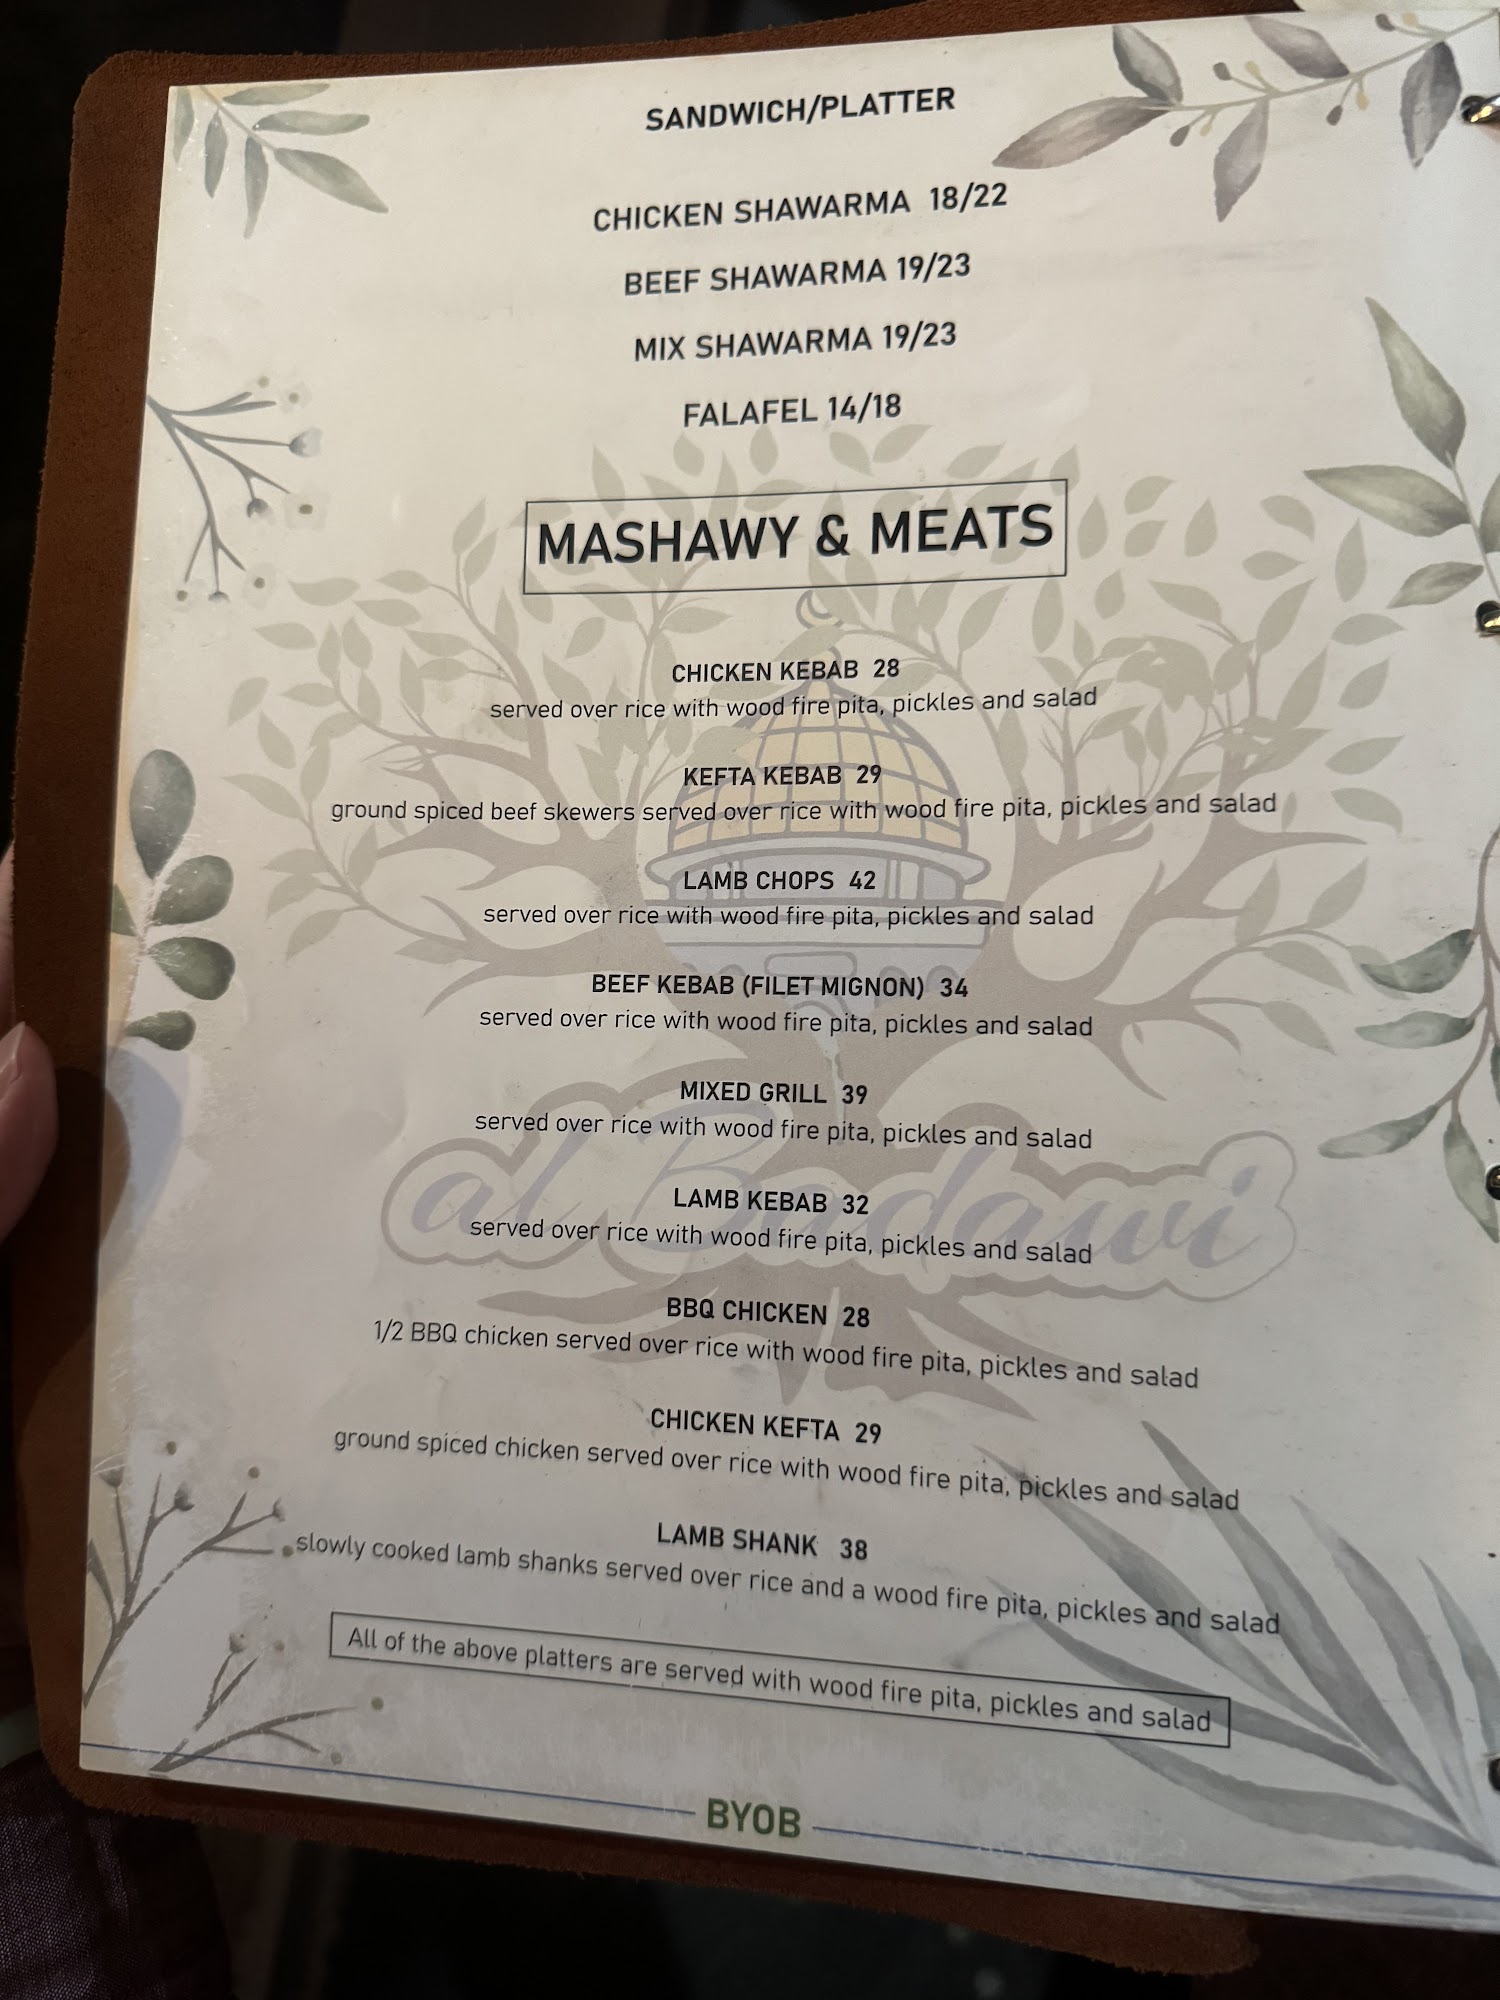 SANDWICH/PLATTER
CHICKEN SHAWARMA 18/22
BEEF SHAWARMA 19/23
MIX SHAWARMA 19/23
FALAFEL 14/18
MASHAWY & MEATS
CHICKEN KEBAB 28
served over rice with wood fire pita, pickles and salad
KEFTA KEBAB 29
ground spiced beef skewers served over rice with wood fire pita, pickles and salad
LAMB CHOPS 42
served over rice with wood fire pita, pickles and salad
BEEF KEBAB (FILET MIGNON) 34
served over rice with wood fire pita, pickles and salad
MIXED GRILL 39
served over rice with wood fire pita, pickles and salad
al Badawi
LAMB KEBAB 32
served over rice with wood fire pita, pickles and salad
BBQ CHICKEN 28
1/2 BBQ chicken served over rice with wood fire pita, pickles and salad
CHICKEN KEFTA 29
ground spiced chicken served over rice with wood fire pita, pickles and salad
LAMB SHANK 38
slowly cooked lamb shanks served over rice and a wood fire pita, pickles and salad
All of the above platters are served with wood fire pita, pickles and salad
BYOB